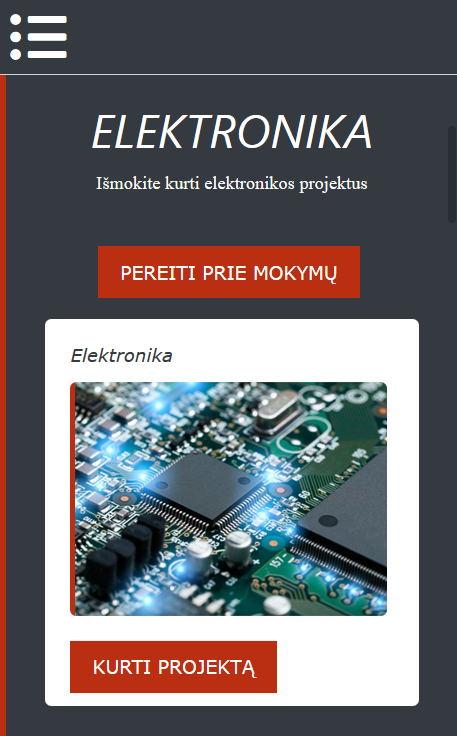 ELEKTRONIKA
Išmokite kurti elektronikos projektus
PEREITI PRIE MOKYMŲ
Elektronika
KURTI PROJEKTĄ